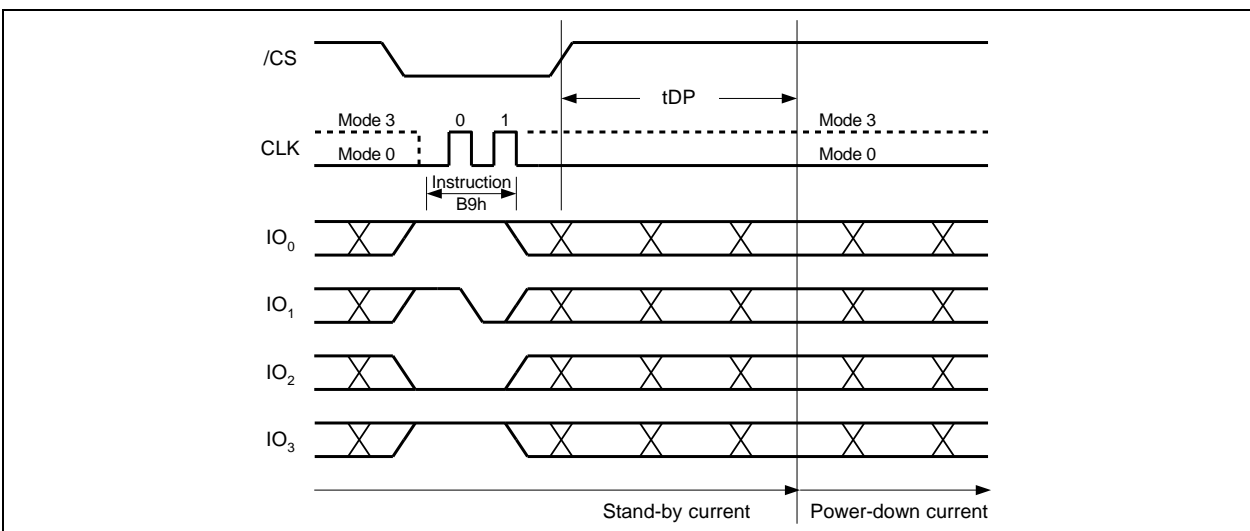 /CS
tDP
Mode 3 0 1 Mode 3
CLK
Mode 0 Mode 0
Instruction
B9h
IO0
IO1
IO2
IO3
Stand-by current Power-down current